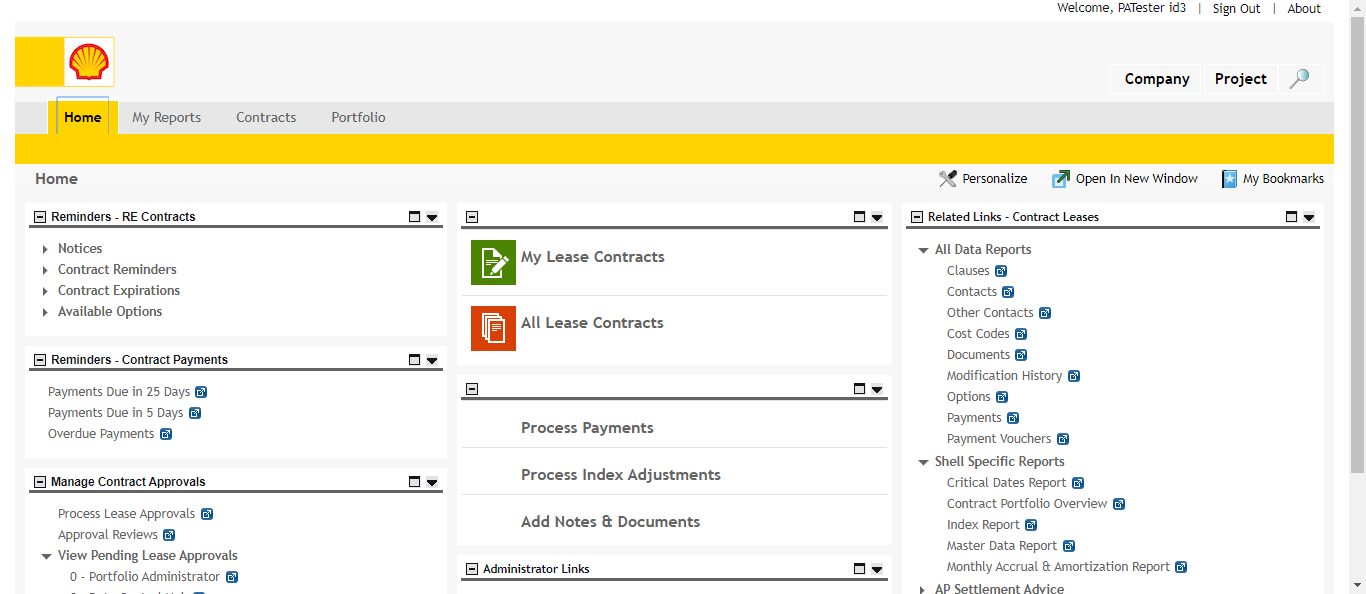 Welcome, PATester id3 | Sign Out | About
Company Project
Home My Reports Contracts Portfolio
Home
Personalize Open In New Window My Bookmarks
Reminders - RE Contracts
Notices
Contract Reminders
Contract Expirations
Available Options
Reminders - Contract Payments
Payments Due in 25 Days
Payments Due in 5 Days
Overdue Payments
Manage Contract Approvals
Process Lease Approvals
Approval Reviews
View Pending Lease Approvals
0 - Portfolio Administrator
My Lease Contracts
All Lease Contracts
Process Payments
Process Index Adjustments
Add Notes & Documents
Administrator Links
Related Links - Contract Leases
All Data Reports
Clauses
Contacts
Other Contacts
Cost Codes
Documents
Modification History
Options
Payments
Payment Vouchers
Shell Specific Reports
Critical Dates Report
Contract Portfolio Overview
Index Report
Master Data Report
Monthly Accrual & Amortization Report
AP Settlement Advice